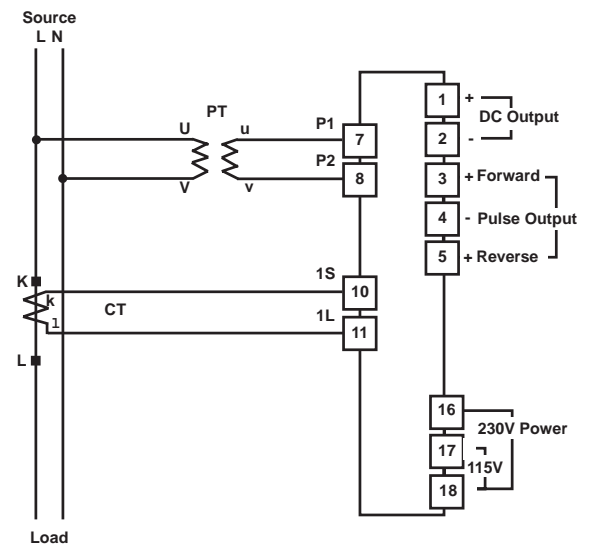 Source
L N
PT
U u P1 7
V v P2 8
1 +
DC Output
2 -
3 + Forward
4 - Pulse Output
5 + Reverse
K
k
CT
1S 10
l
1L 11
L
16
230V Power
17
115V
18
Load